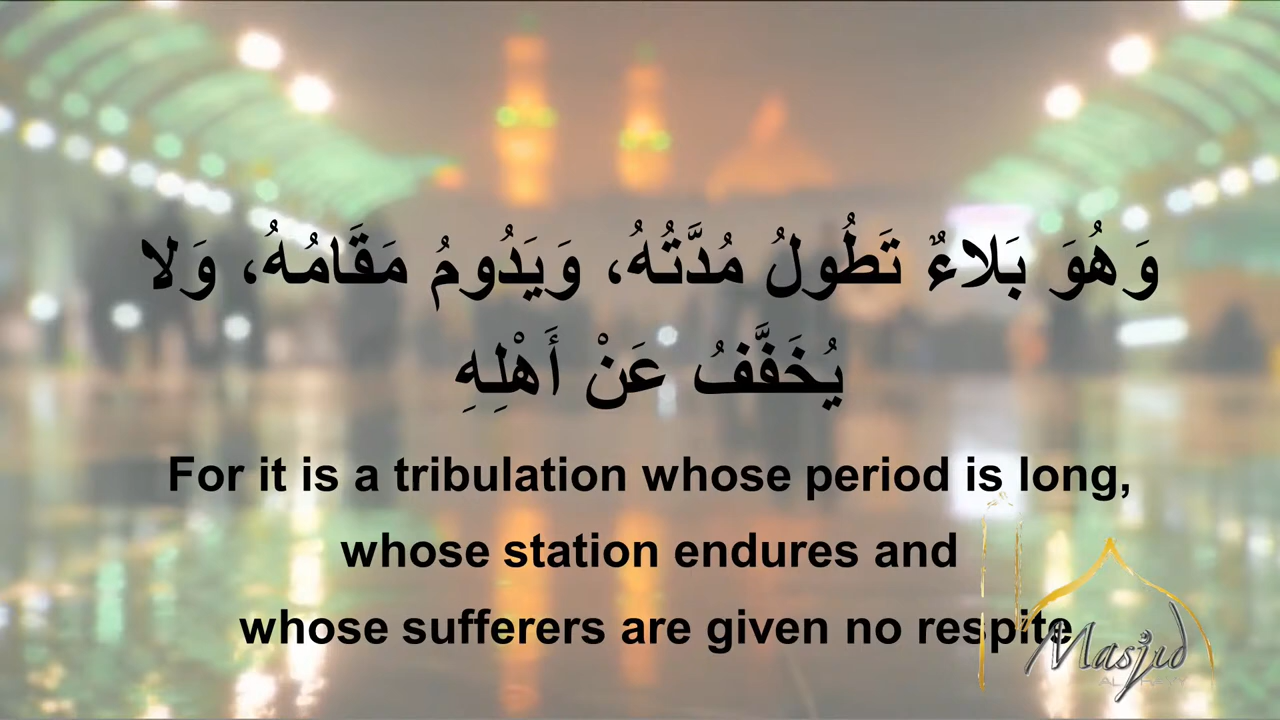 وَهُوَ بَلاءٌ تَطُولُ مُدَّتُهُ، وَيَدُومُ مَقَامُهُ، وَلا
يُخَفَّفُ عَنْ أَهْلِهِ
For it is a tribulation whose period is long,
whose station endures and
whose sufferers are given no respite
Masjid